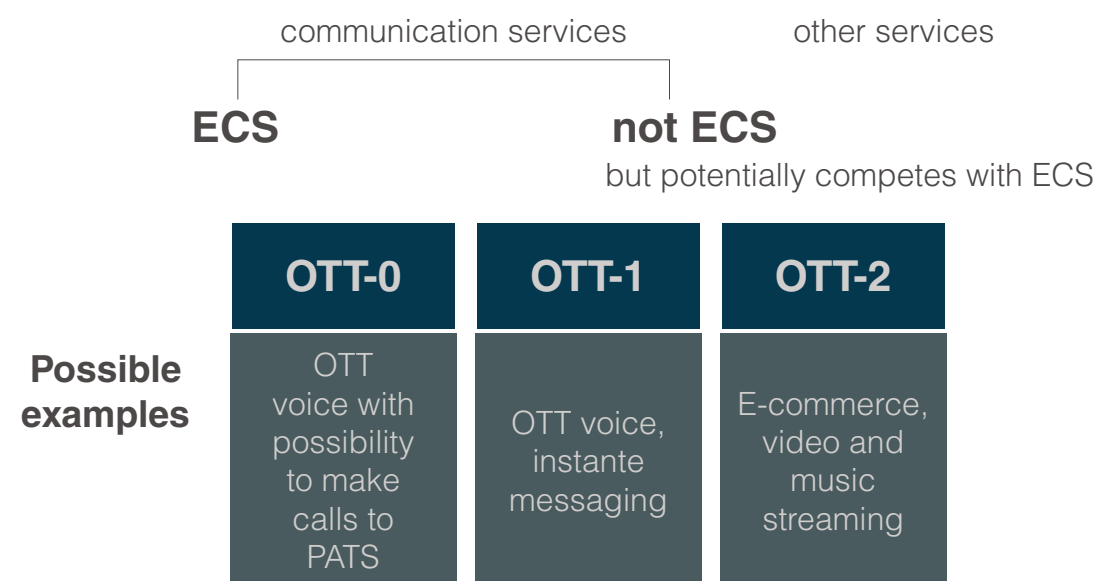 communication services
other services
ECS
not ECS
but potentially competes with ECS
OTT-0
OTT-1
OTT-2
Possible
examples
OTT
voice with
possibility
to make
calls to
PATS
OTT voice,
instante
messaging
E-commerce,
video and
music
streaming